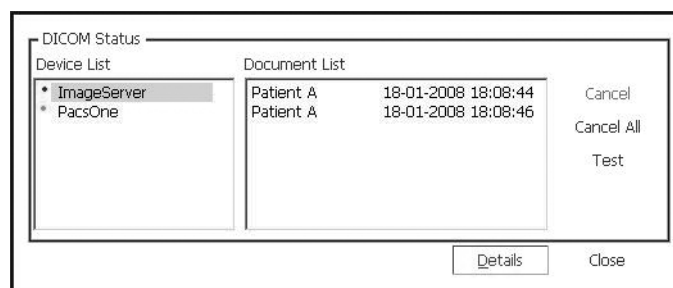 DICOM Status
Device List Document List
• ImageServer Patient A 18-01-2008 18:08:44 Cancel
• PacsOne Patient A 18-01-2008 18:08:46
Cancel All
Test
Details Close